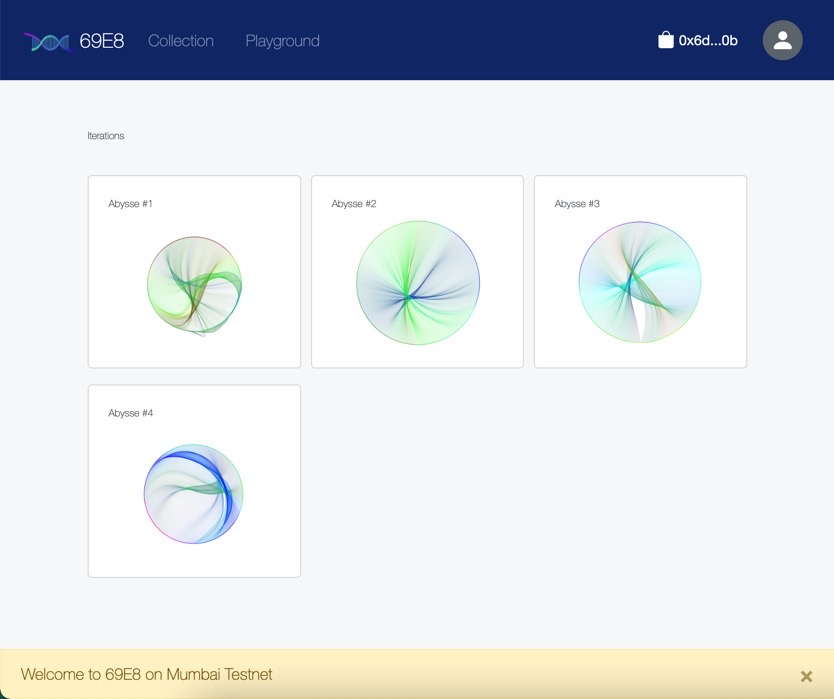 69E8 Collection Playground 0x6d...0b
Iterations
Abysse #1 Abysse #2 Abysse #3
Abysse #4
Welcome to 69E8 on Mumbai Testnet